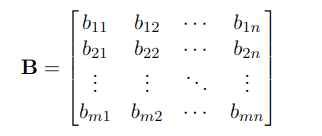 b₁₁ b₁₂ ⋯ b₁ₙ
b₂₁ b₂₂ ⋯ b₂ₙ
B = ⋮ ⋮ ⋱ ⋮
bₘ₁ bₘ₂ ⋯ bₘₙ